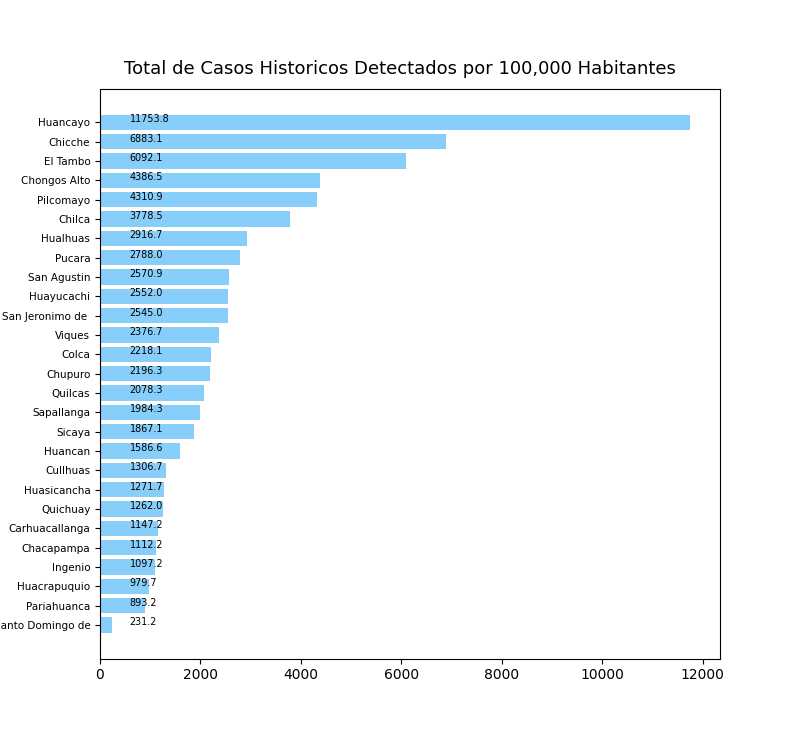 Total de Casos Historicos Detectados por 100,000 Habitantes
Huancayo 11753.8
Chicche 6883.1
El Tambo 6092.1
Chongos Alto 4386.5
Pilcomayo 4310.9
Chilca 3778.5
Hualhuas 2916.7
Pucara 2788.0
San Agustin 2570.9
Huayucachi 2552.0
San Jeronimo de 2545.0
Viques 2376.7
Colca 2218.1
Chupuro 2196.3
Quilcas 2078.3
Sapallanga 1984.3
Sicaya 1867.1
Huancan 1586.6
Cullhuas 1306.7
Huasicancha 1271.7
Quichuay 1262.0
Carhuacallanga 1147.2
Chacapampa 1112.2
Ingenio 1097.2
Huacrapuquio 979.7
Pariahuanca 893.2
anto Domingo de 231.2
0 2000 4000 6000 8000 10000 12000